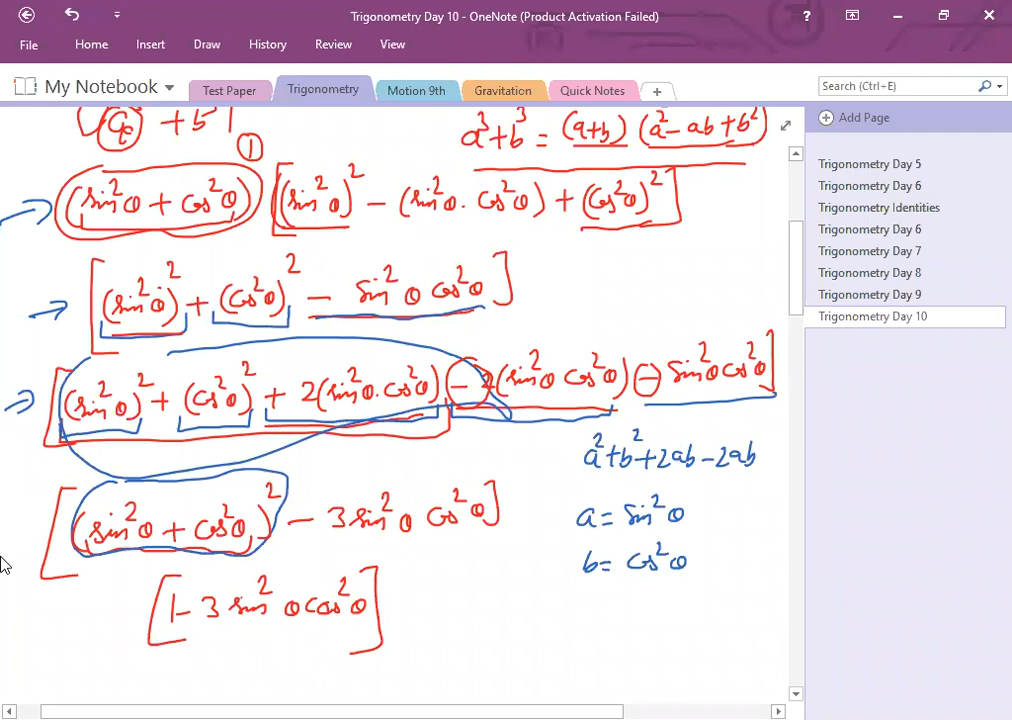 Trigonometry Day 10 - OneNote (Product Activation Failed)
?
File Home Insert Draw History Review View
My Notebook Test Paper Trigonometry Motion 9th Gravitation Quick Notes +
Search (Ctrl+E)
Add Page
Trigonometry Day 5
Trigonometry Day 6
Trigonometry Identities
Trigonometry Day 6
Trigonometry Day 7
Trigonometry Day 8
Trigonometry Day 9
Trigonometry Day 10
a³+b³ = (a+b) (a²-ab+b²)
①
(sin²θ + cos²θ) [(sin²θ)² - (sin²θ. cos²θ) + (cos²θ)²]
[(sin²θ)² + (cos²θ)² - sin²θ cos²θ]
[(sin²θ)² + (cos²θ)² + 2(sin²θ.cos²θ) - 2(sin²θ cos²θ) - sin²θcos²θ]
a²+b²+2ab-2ab
[(sin²θ + cos²θ)² - 3sin²θ cos²θ]
a = sin²θ
b = cos²θ
[1-3 sin²θcos²θ]